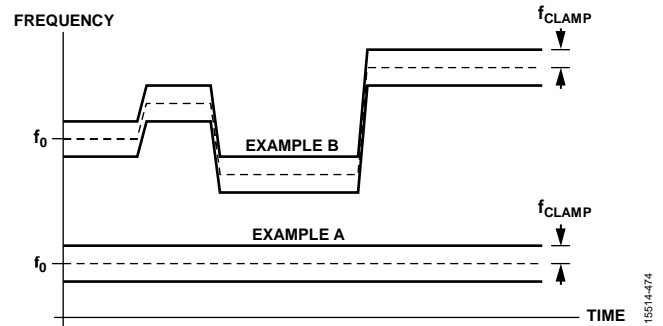 FREQUENCY
fCLAMP
f0
EXAMPLE B
fCLAMP
EXAMPLE A
f0
TIME
15514-474